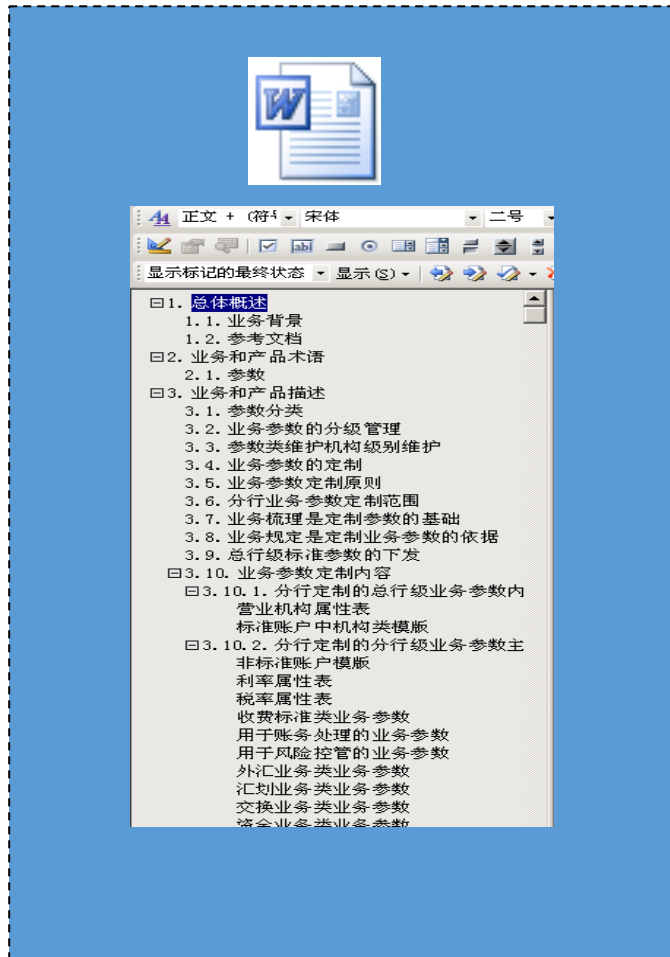 W
正文 + (符 宋体 二号
abl
显示标记的最终状态 显示(S)
1. 总体概述
1.1. 业务背景
1.2. 参考文档
2. 业务和产品术语
2.1. 参数
3. 业务和产品描述
3.1. 参数分类
3.2. 业务参数的分级管理
3.3. 参数类维护机构级别维护
3.4. 业务参数的定制
3.5. 业务参数定制原则
3.6. 分行业务参数定制范围
3.7. 业务梳理是定制参数的基础
3.8. 业务规定是定制业务参数的依据
3.9. 总行级标准参数的下发
3.10. 业务参数定制内容
3.10.1. 分行定制的总行级业务参数内
营业机构属性表
标准账户中机构类模版
3.10.2. 分行定制的分行级业务参数主
非标准账户模版
利率属性表
税率属性表
收费标准类业务参数
用于账务处理的业务参数
用于风险控管的业务参数
外汇业务类业务参数
汇划业务类业务参数
交换业务类业务参数
资金业务类业务参数